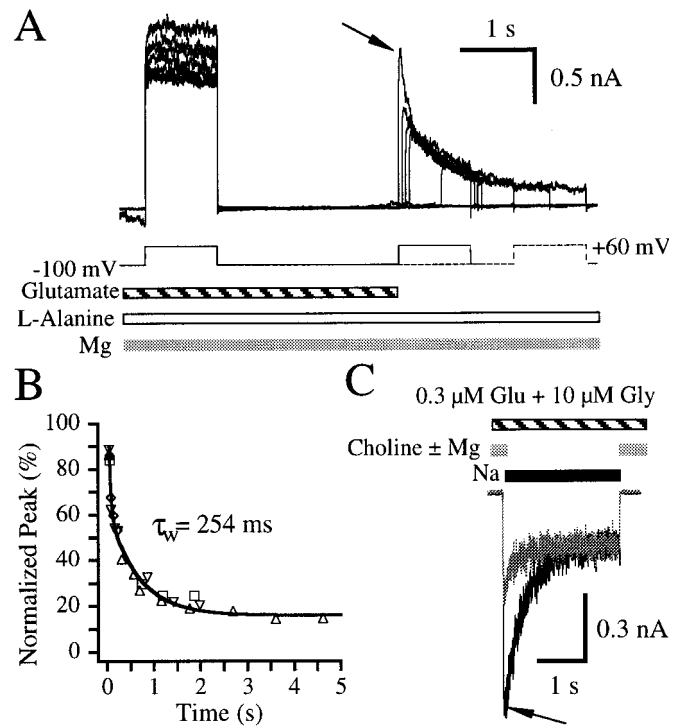 A
1 s
0.5 nA
-100 mV
+60 mV
Glutamate
L-Alanine
Mg
B
Normalized Peak (%)
100
80
60
40
20
0
τw = 254 ms
0 1 2 3 4 5
Time (s)
C
0.3 μM Glu + 10 μM Gly
Choline ± Mg
Na
0.3 nA
1 s